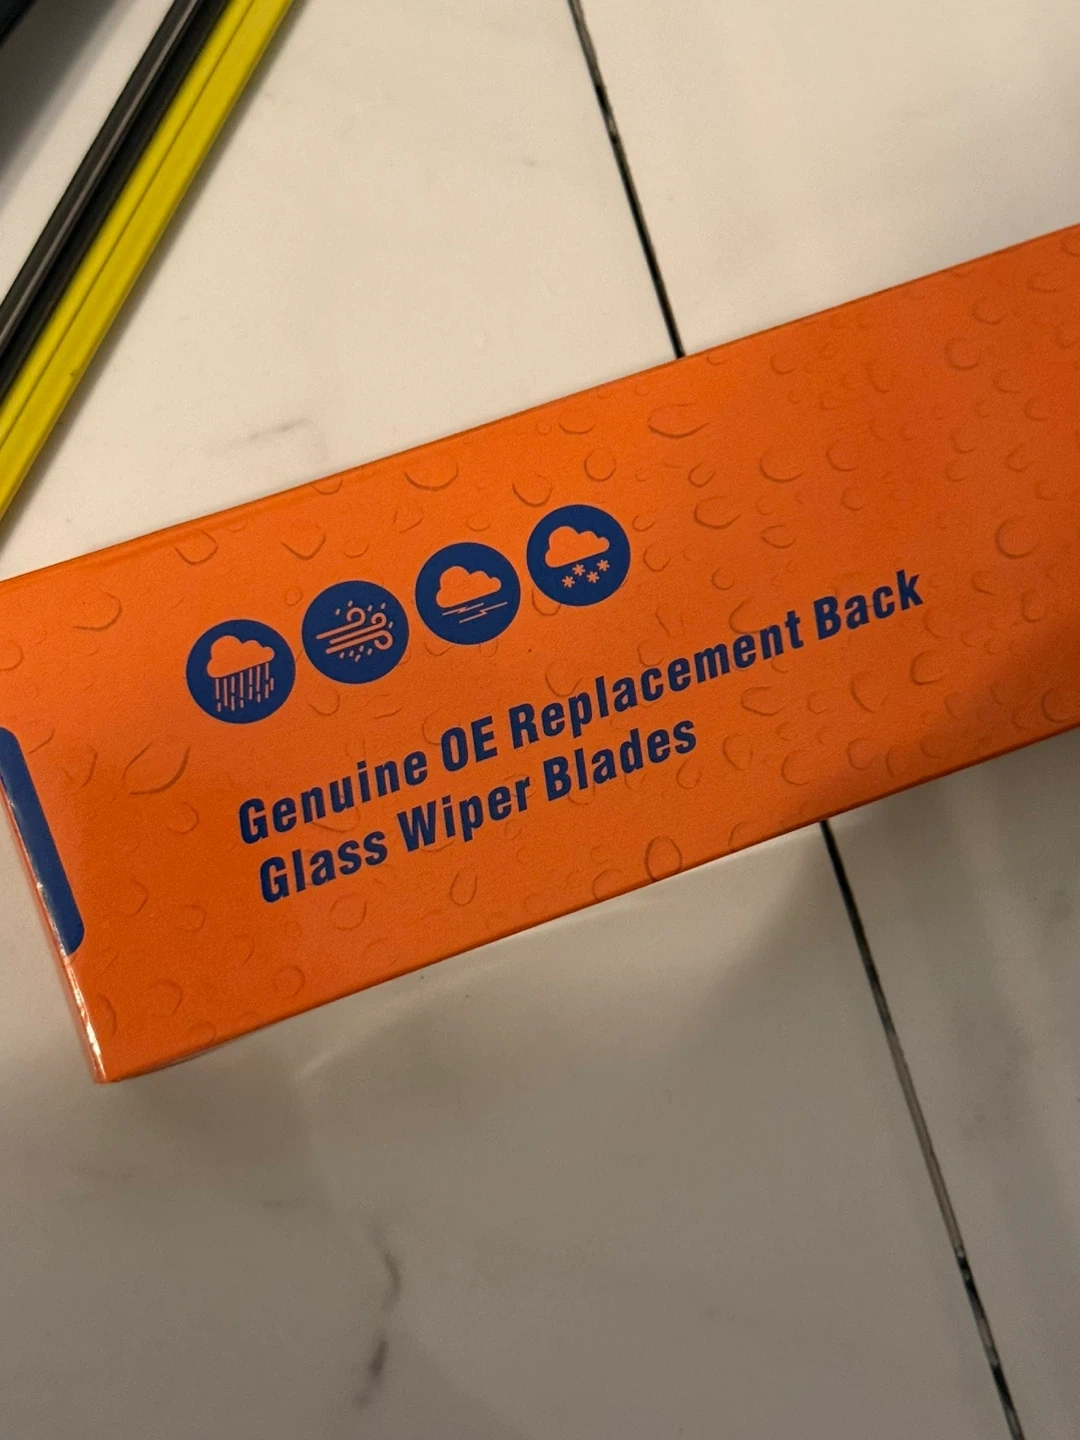 Genuine OE Replacement Back
Glass Wiper Blades